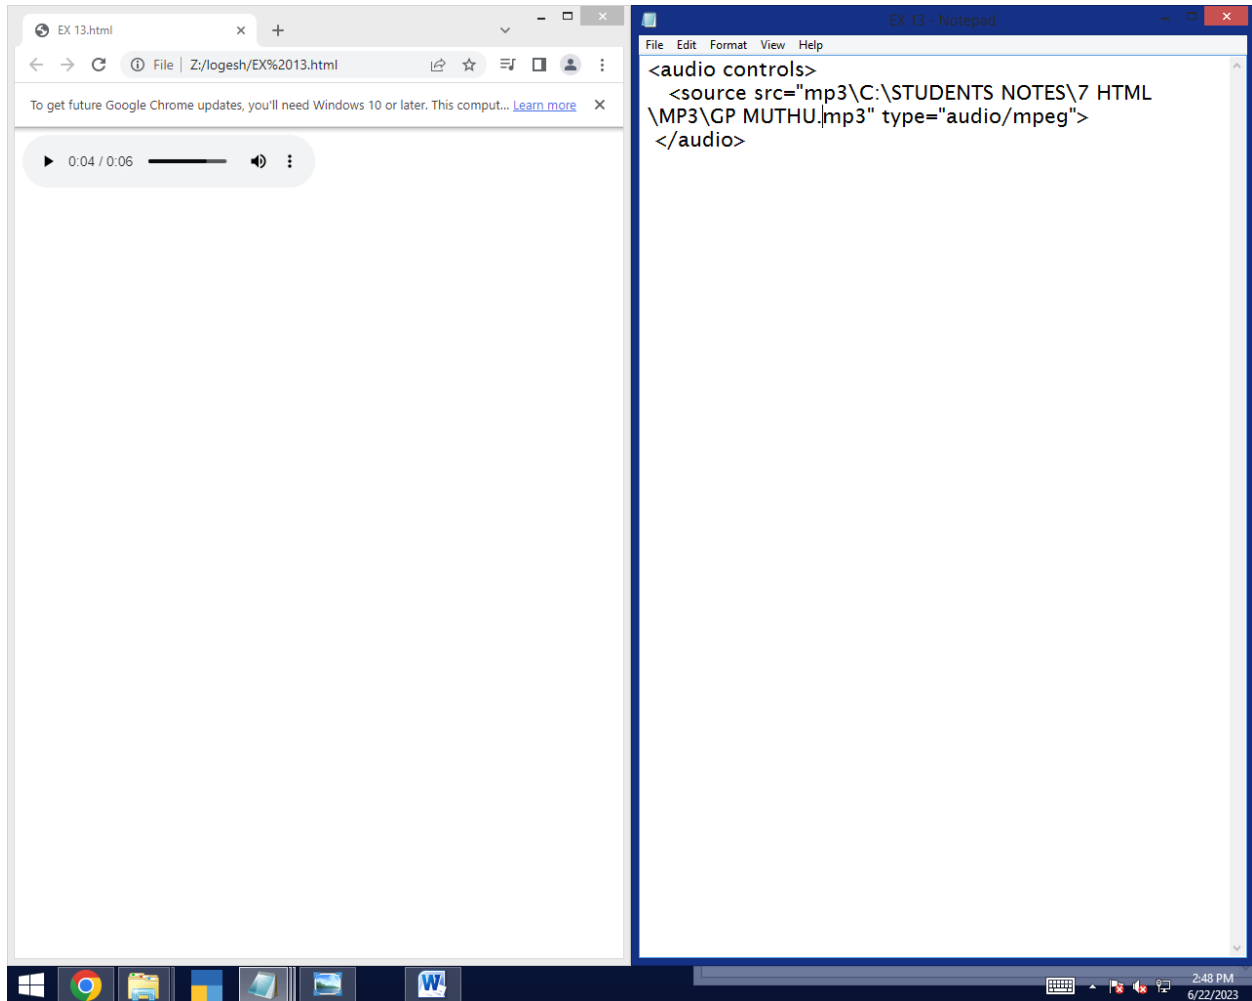 EX 13.html
File | Z:/logesh/EX%2013.html
To get future Google Chrome updates, you'll need Windows 10 or later. This comput... Learn more
0:04 / 0:06
EX 13 - Notepad
File Edit Format View Help
<audio controls>
<source src="mp3\C:\STUDENTS NOTES\7 HTML
\MP3\GP MUTHU.mp3" type="audio/mpeg">
</audio>
W
2:48 PM
6/22/2023